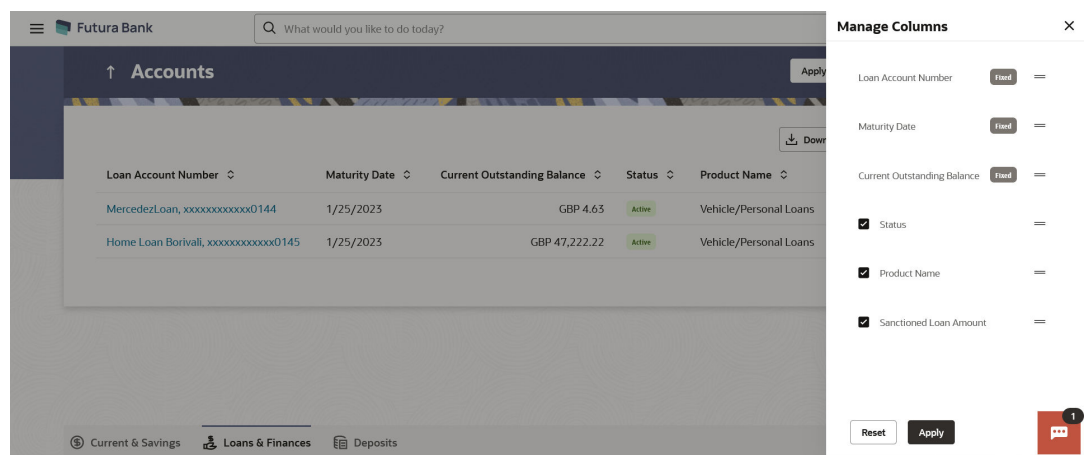 Futura Bank
What would you like to do today?
↑ Accounts
Apply
Down
Loan Account Number Maturity Date Current Outstanding Balance Status Product Name
MercedezLoan, xxxxxxxxxxxx0144 1/25/2023 GBP 4.63 Active Vehicle/Personal Loans
Home Loan Borivali, xxxxxxxxxxxx0145 1/25/2023 GBP 47,222.22 Active Vehicle/Personal Loans
Current & Savings Loans & Finances Deposits
Manage Columns
Loan Account Number Fixed
Maturity Date Fixed
Current Outstanding Balance Fixed
Status
Product Name
Sanctioned Loan Amount
Reset Apply
1